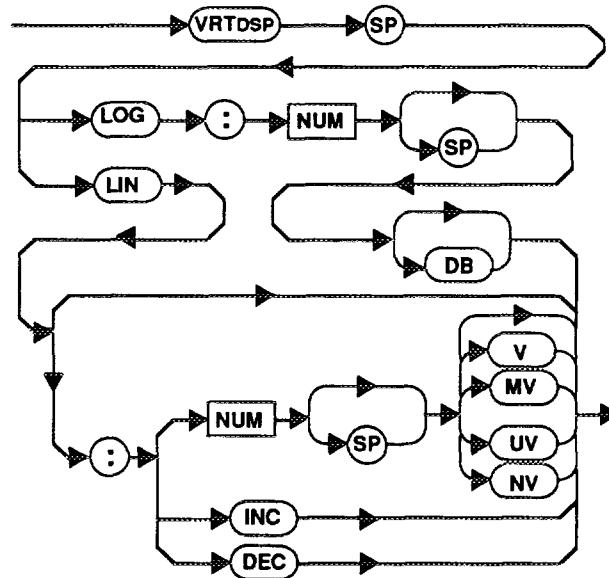 VRTDSP SP
LOG : NUM SP
LIN
DB
V
MV
NUM SP
UV
:
NV
INC
DEC